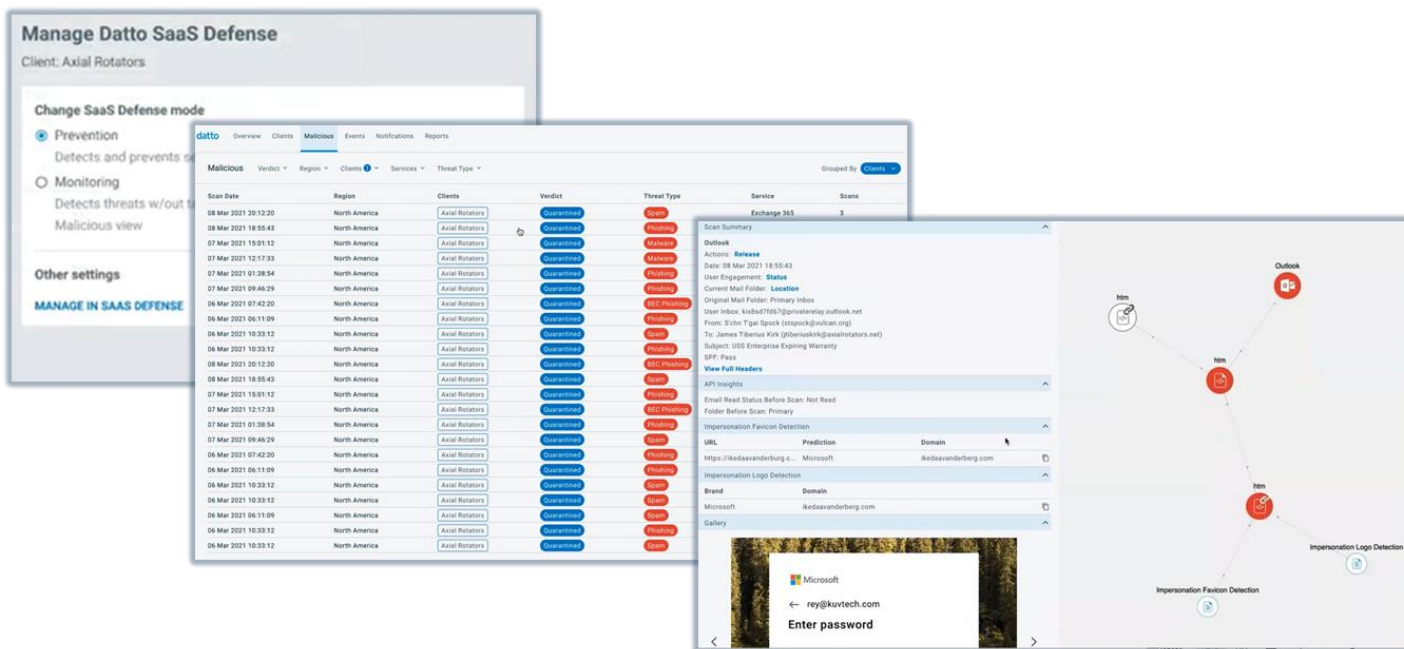 Manage Datto SaaS Defense
Client: Axial Rotators
Change SaaS Defense mode
Prevention
Detects and prevents
Monitoring
Detects threats w/out
Malicious view
Other settings
MANAGE IN SAAS DEFENSE
datto Overview Clients Malicious Events Notifcations Reports
Malicious Verdict Region Clients 1 Services Threat Type Grouped By Clients
Scan Date Region Clients Verdict Threat Type Service Scans
08 Mar 2021 20:12:20 North America Axial Rotators Quarantined Spam Exchange 365 3
08 Mar 2021 18:55:43 North America Axial Rotators Quarantined Phishing
07 Mar 2021 15:01:12 North America Axial Rotators Quarantined Malware
07 Mar 2021 12:17:33 North America Axial Rotators Quarantined Malware
07 Mar 2021 01:38:54 North America Axial Rotators Quarantined Phishing
07 Mar 2021 09:46:29 North America Axial Rotators Quarantined Phishing
06 Mar 2021 07:42:20 North America Axial Rotators Quarantined BEC Phishing
06 Mar 2021 06:11:09 North America Axial Rotators Quarantined Phishing
06 Mar 2021 10:33:12 North America Axial Rotators Quarantined Spam
06 Mar 2021 10:33:12 North America Axial Rotators Quarantined Phishing
08 Mar 2021 20:12:20 North America Axial Rotators Quarantined BEC Phishing
08 Mar 2021 18:55:43 North America Axial Rotators Quarantined Spam
07 Mar 2021 15:01:12 North America Axial Rotators Quarantined Phishing
07 Mar 2021 12:17:33 North America Axial Rotators Quarantined BEC Phishing
07 Mar 2021 01:38:54 North America Axial Rotators Quarantined Phishing
07 Mar 2021 09:46:29 North America Axial Rotators Quarantined Spam
06 Mar 2021 07:42:20 North America Axial Rotators Quarantined Phishing
06 Mar 2021 06:11:09 North America Axial Rotators Quarantined Phishing
06 Mar 2021 10:33:12 North America Axial Rotators Quarantined Spam
06 Mar 2021 10:33:12 North America Axial Rotators Quarantined Spam
06 Mar 2021 06:11:09 North America Axial Rotators Quarantined Spam
06 Mar 2021 10:33:12 North America Axial Rotators Quarantined Phishing
06 Mar 2021 10:33:12 North America Axial Rotators Quarantined Spam
Scan Summary
Outlook
Actions: Release
Date: 08 Mar 2021 18:55:43
User Engagement: Status
Current Mail Folder: Location
Original Mail Folder: Primary Inbox
User Inbox: kix8sd7fd67@privaterelay.outlook.net
From: S'chn T'gai Spock (stspock@vulcan.org)
To: James Tiberius Kirk (jtiberiuskirk@axialrotators.net)
Subject: USS Enterprise Expiring Warranty
SPF: Pass
View Full Headers
API Insights
Email Read Status Before Scan: Not Read
Folder Before Scan: Primary
Impersonation Favicon Detection
URL Prediction Domain
https://ikedaavanderburg.c... Microsoft ikedaavanderberg.com
Impersonation Logo Detection
Brand Domain
Microsoft ikedaavanderberg.com
Gallery
Microsoft
rey@kuvtech.com
Enter password
Outlook
htm
htm
htm
Impersonation Logo Detection
Impersonation Favicon Detection